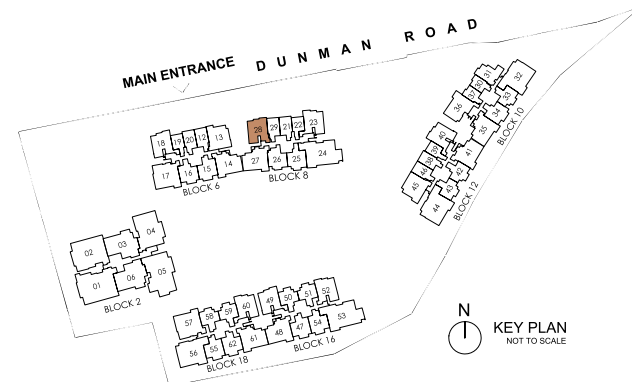 DUNMAN ROAD
MAIN ENTRANCE
18 19 20 12 13
28 29 21 22 23
17 16 15 14
27 26 25 24
BLOCK 6
BLOCK 8
37 30 31 32
36 33
34
35
BLOCK 10
40
39 41
38
46 42
45 43
44
BLOCK 12
02 03 04
01 06 05
BLOCK 2
57 58 59 60
49 50 51 52
56 55 62 61
48 47 54 53
BLOCK 18
BLOCK 16
N
KEY PLAN
NOT TO SCALE